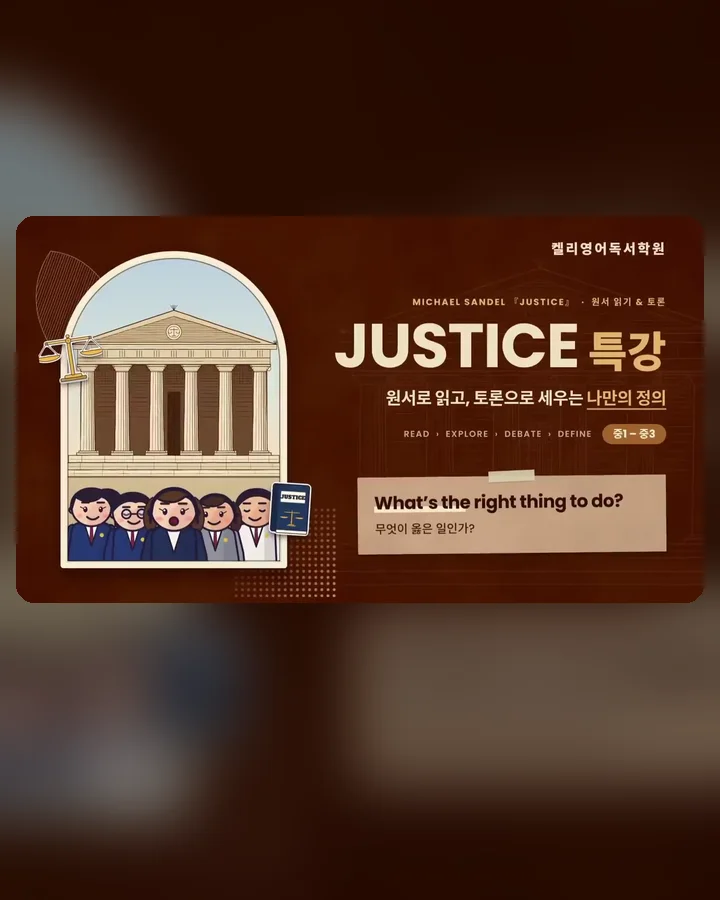 켈리영어독서학원
MICHAEL SANDEL 『JUSTICE』 · 원서 읽기 & 토론
JUSTICE 특강
원서로 읽고, 토론으로 세우는 나만의 정의
READ › EXPLORE › DEBATE › DEFINE 중1 – 중3
JUSTICE
What's the right thing to do?
무엇이 옳은 일인가?